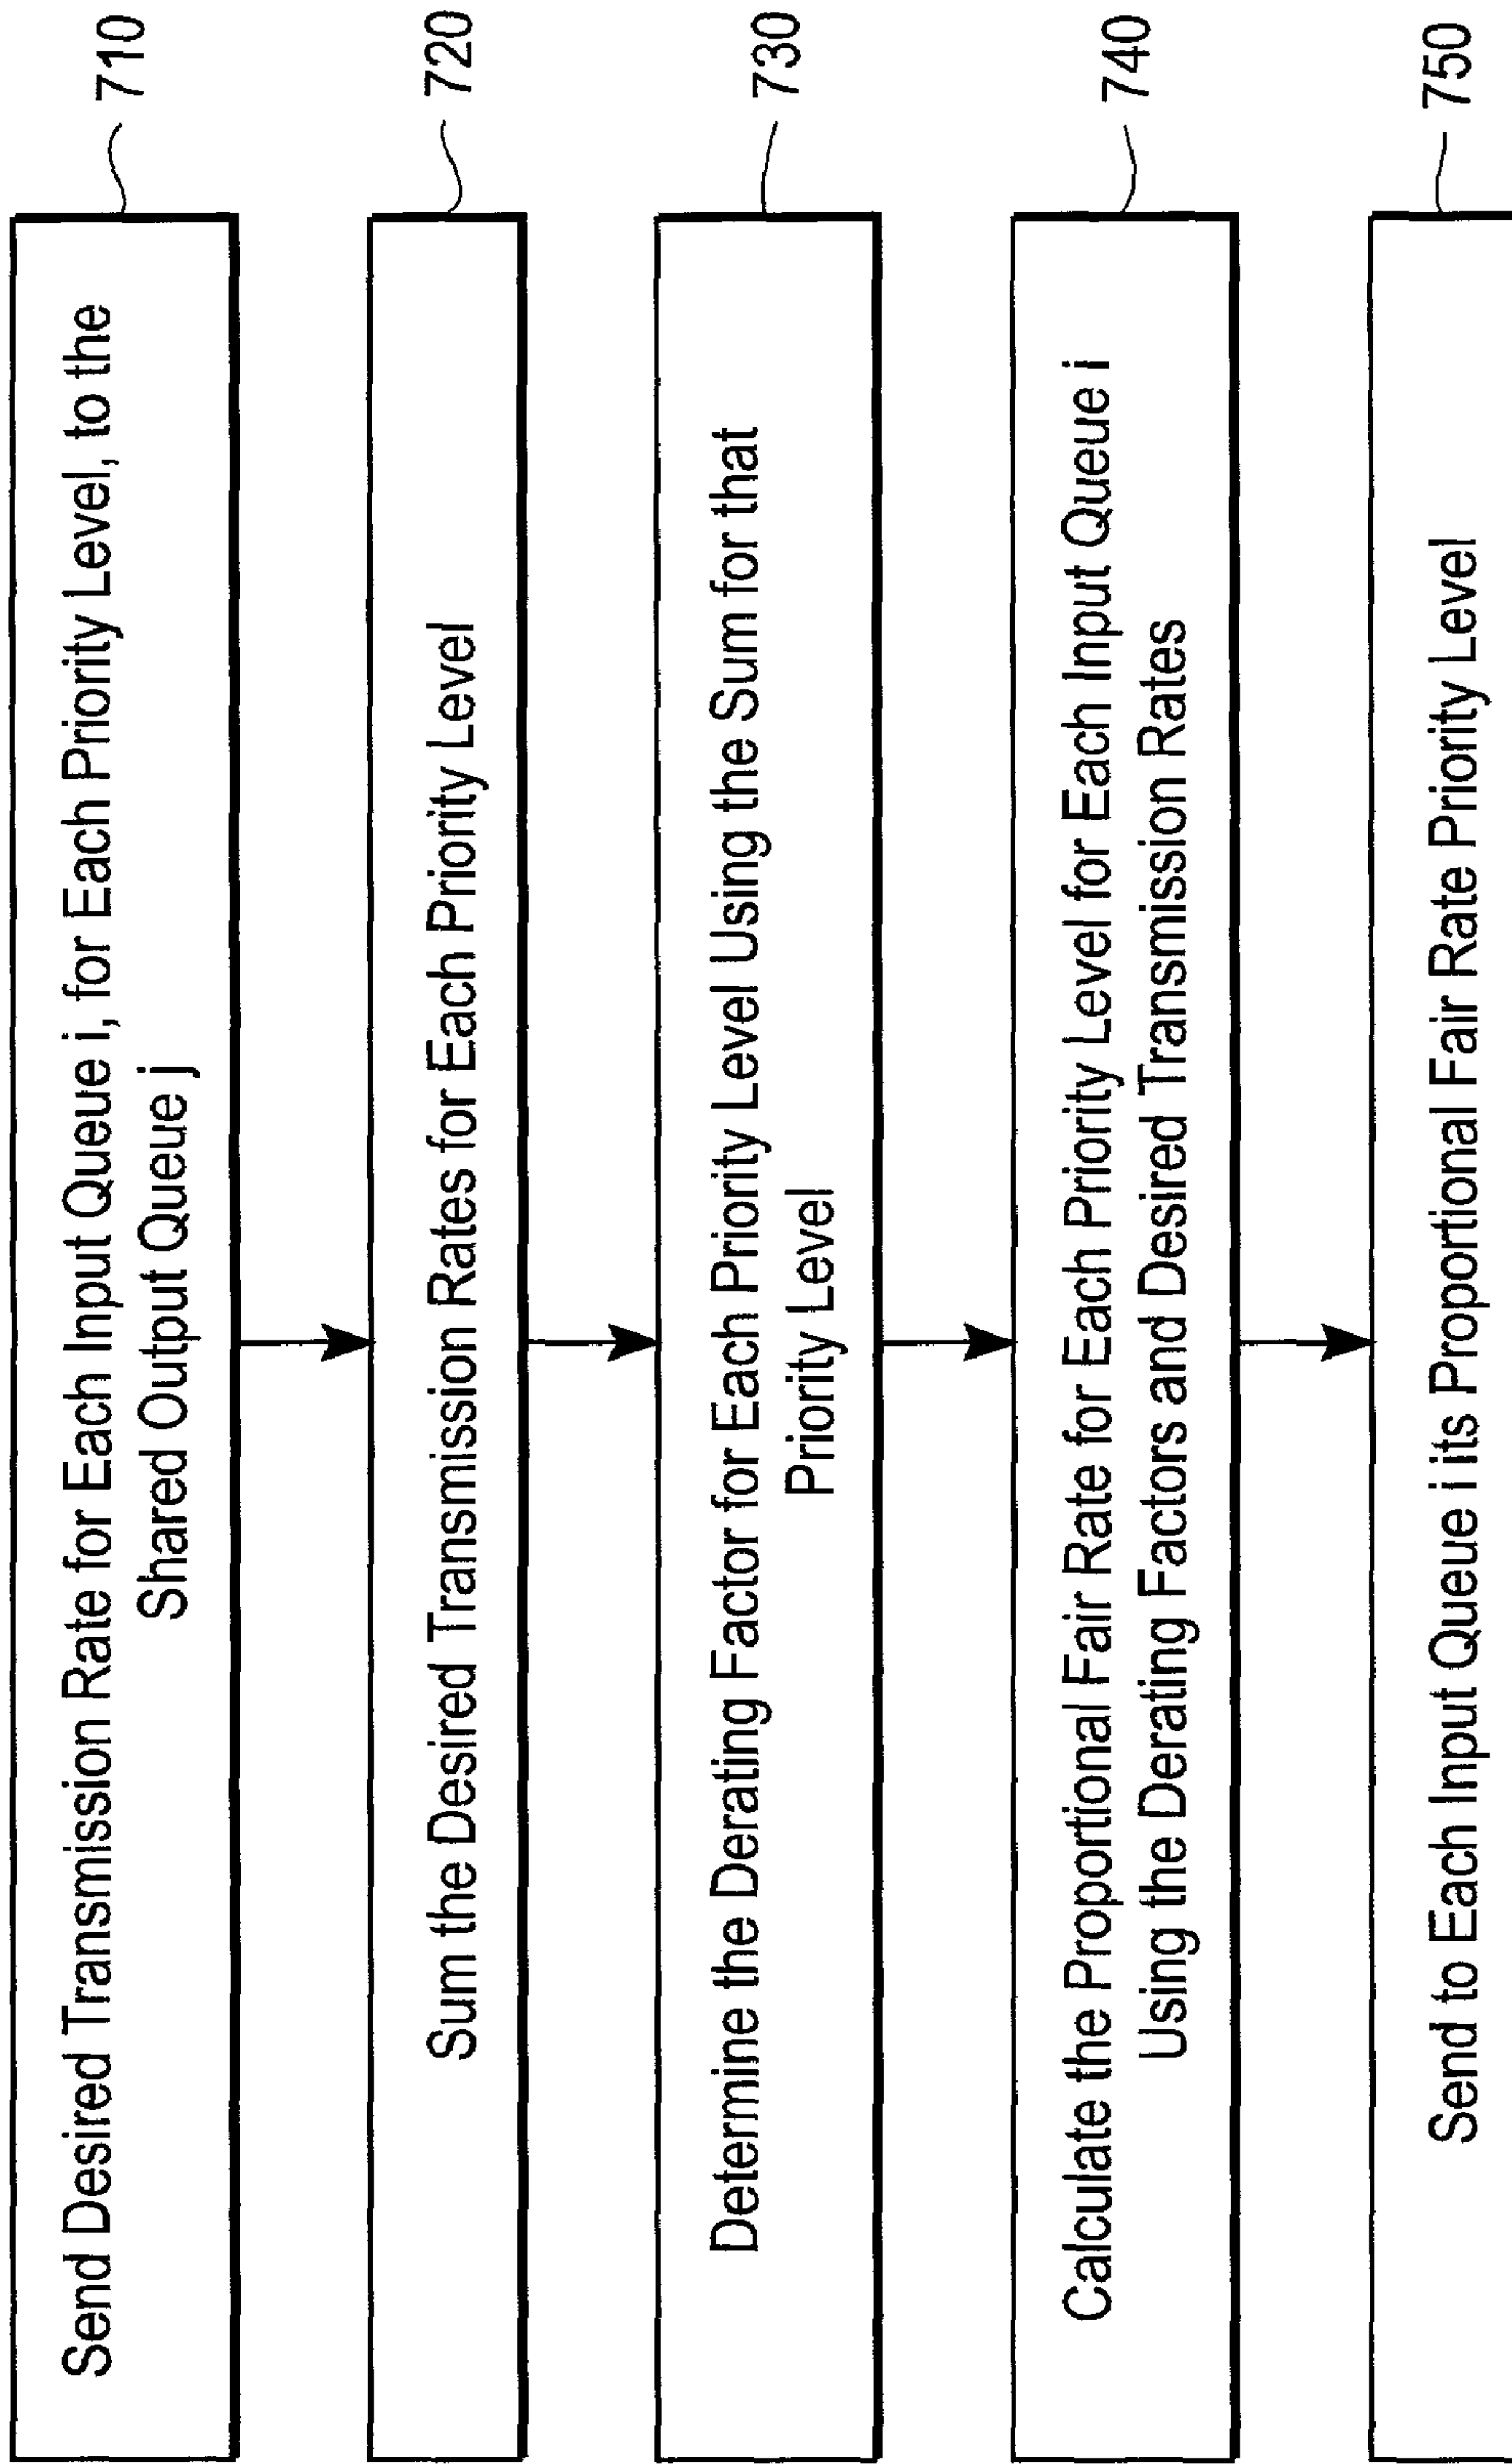 Send Desired Transmission Rate for Each Input Queue i, for Each Priority Level, to the
Shared Output Queue j
710
Sum the Desired Transmission Rates for Each Priority Level
720
Determine the Derating Factor for Each Priority Level Using the Sum for that
Priority Level
730
Calculate the Proportional Fair Rate for Each Priority Level for Each Input Queue i
Using the Derating Factors and Desired Transmission Rates
740
Send to Each Input Queue i its Proportional Fair Rate Priority Level
750